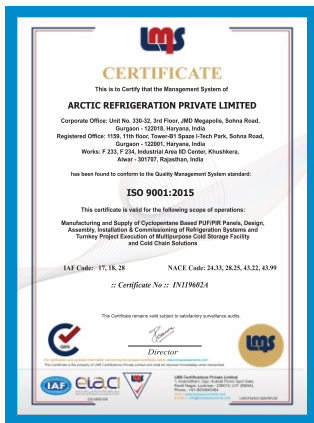 LMS
CERTIFICATE
This is to Certify that the Management System of
ARCTIC REFRIGERATION PRIVATE LIMITED
Corporate Office: Unit No. 330-32, 3rd Floor, JMD Megapolis, Sohna Road,
Gurgaon - 122018, Haryana, India
Registered Office: 1159, 11th floor, Tower-B1 Spaze I-Tech Park, Sohna Road,
Gurgaon - 122001, Haryana, India
Works: F 233, F 234, Industrial Area IID Center, Khushkera,
Alwar - 301707, Rajasthan, India
has been found to conform to the Quality Management System standard:
ISO 9001:2015
This certificate is valid for the following scope of operations:
Manufacturing and Supply of Cyclopentane Based PUF/PIR Panels, Design,
Assembly, Installation & Commissioning of Refrigeration Systems and
Turnkey Project Execution of Multipurpose Cold Storage Facility
and Cold Chain Solutions
IAF Code: 17, 18, 28 NACE Code: 24.33, 28.25, 43.22, 43.99
:: Certificate No :: IN119602A
This Certificate remains valid subject to satisfactory surveillance audits.
Director
LMS
IAF
LMS Certifications Private Limited